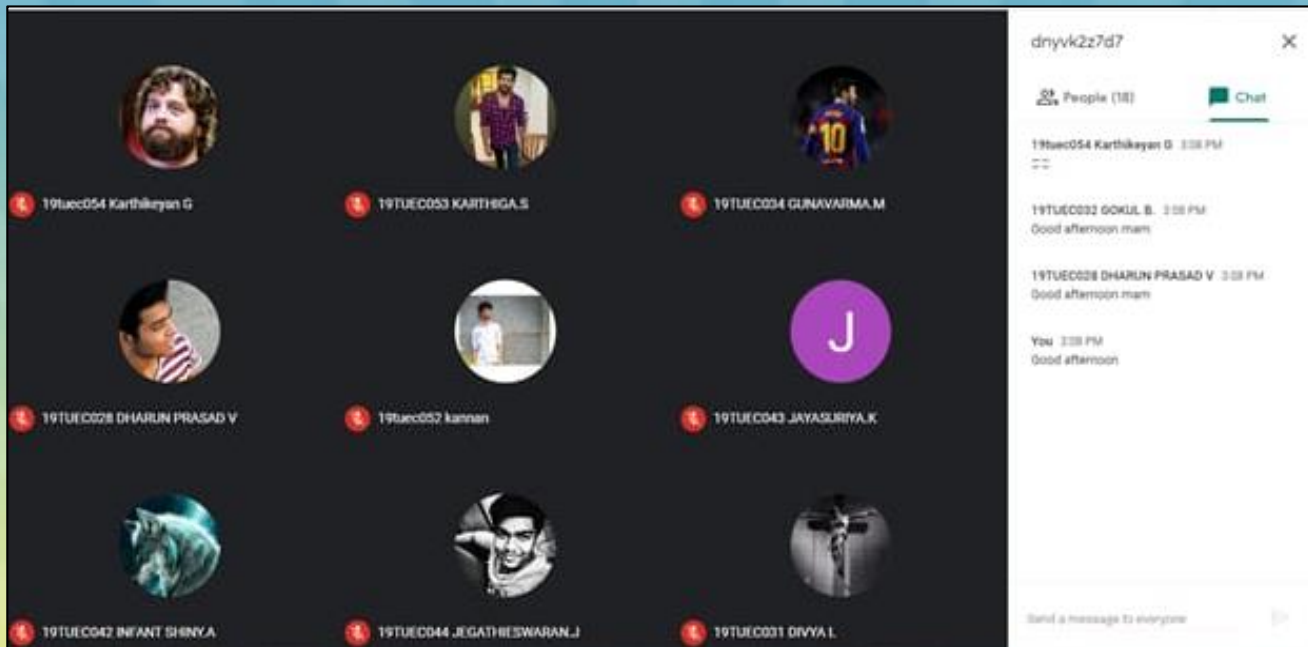 19tuec054 Karthikeyan G
19TUEC053 KARTHIGA.S
19TUEC034 GUNAVARMA.M
10
19TUEC028 DHARUN PRASAD V
19tuec052 kannan
J
19TUEC043 JAYASURIYA.K
19TUEC042 INFANT SHINY.A
19TUEC044 JEGATHIESWARAN.J
19TUEC031 DIVYA L
dnyvk2z7d7
People (18)
Chat
19tuec054 Karthikeyan G 3:08 PM
19TUEC032 GOKUL B. 3:08 PM
Good afternoon mam
19TUEC028 DHARUN PRASAD V 3:08 PM
Good afternoon mam
You 3:08 PM
Good afternoon
Send a message to everyone